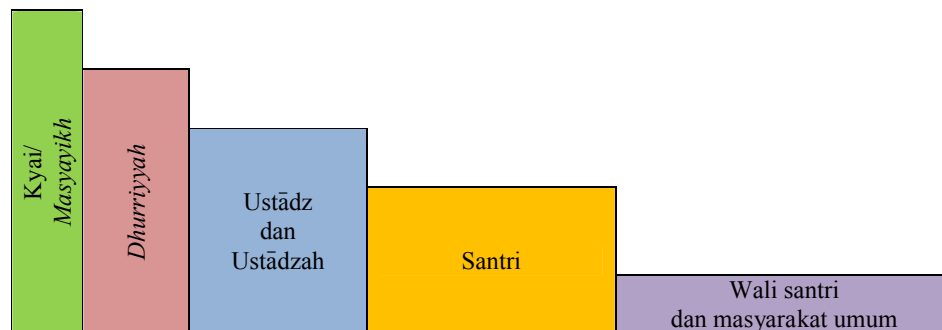 Kyai/
Masyayikh
Dhurriyyah
Ustādz
dan
Ustādzah
Santri
Wali santri
dan masyarakat umum